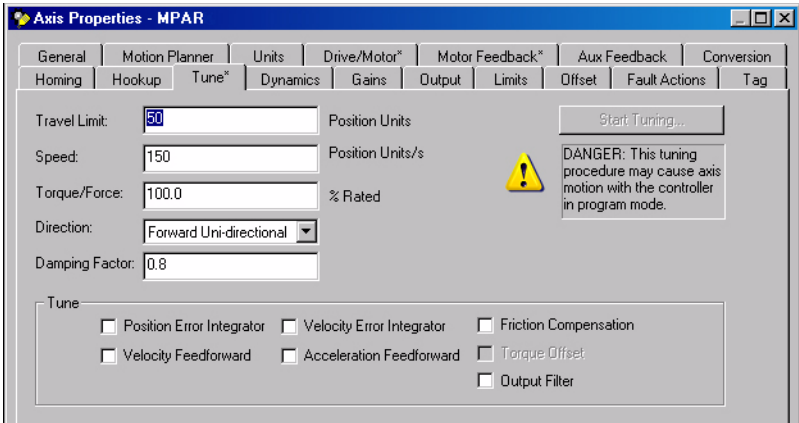 Axis Properties - MPAR
General Motion Planner Units Drive/Motor* Motor Feedback* Aux Feedback Conversion
Homing Hookup Tune* Dynamics Gains Output Limits Offset Fault Actions Tag
Travel Limit: 50 Position Units Start Tuning...
Speed: 150 Position Units/s
DANGER: This tuning
procedure may cause axis
motion with the controller
in program mode.
Torque/Force: 100.0 % Rated
Direction: Forward Uni-directional
Damping Factor: 0.8
Tune
Position Error Integrator Velocity Error Integrator Friction Compensation
Velocity Feedforward Acceleration Feedforward Torque Offset
Output Filter